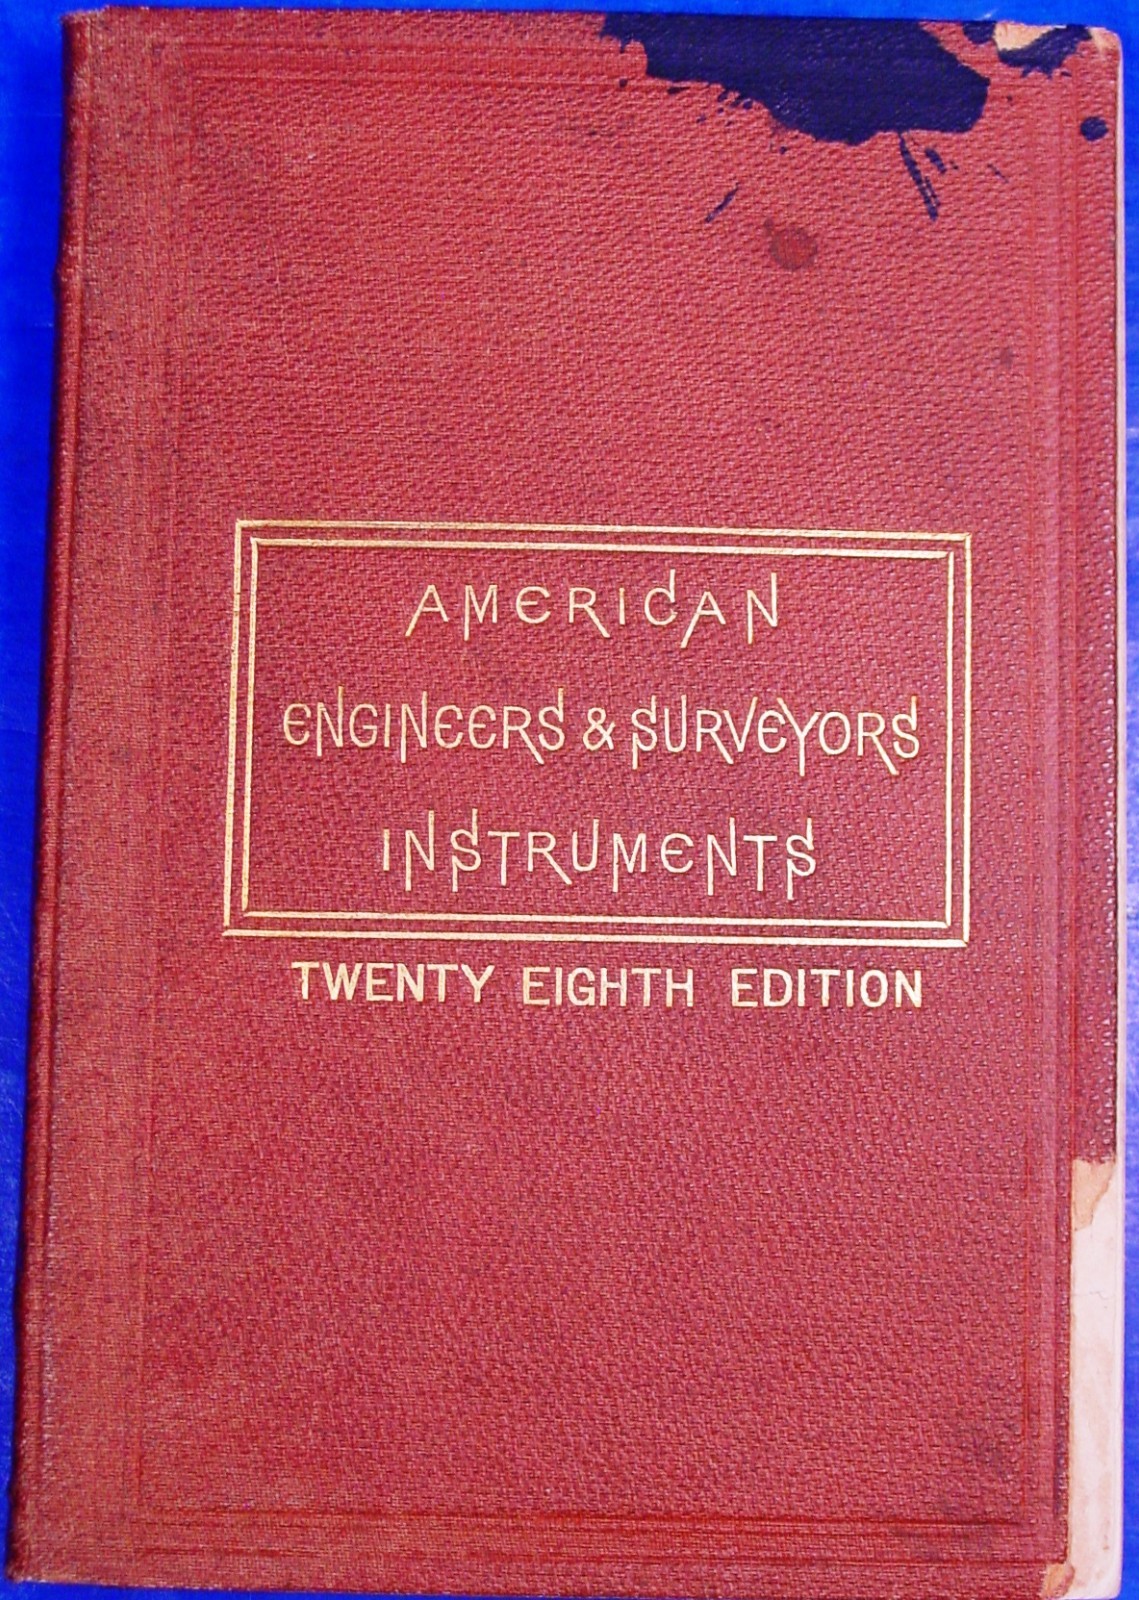 AMERICAN
ENGINEERS & SURVEYORS
INSTRUMENTS
TWENTY EIGHTH EDITION